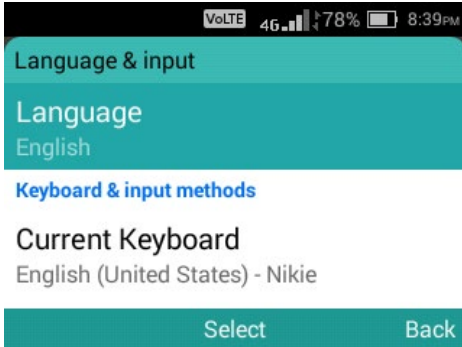 VoLTE 4G 78% 8:39PM
Language & input
Language
English
Keyboard & input methods
Current Keyboard
English (United States) - Nikie
Select Back